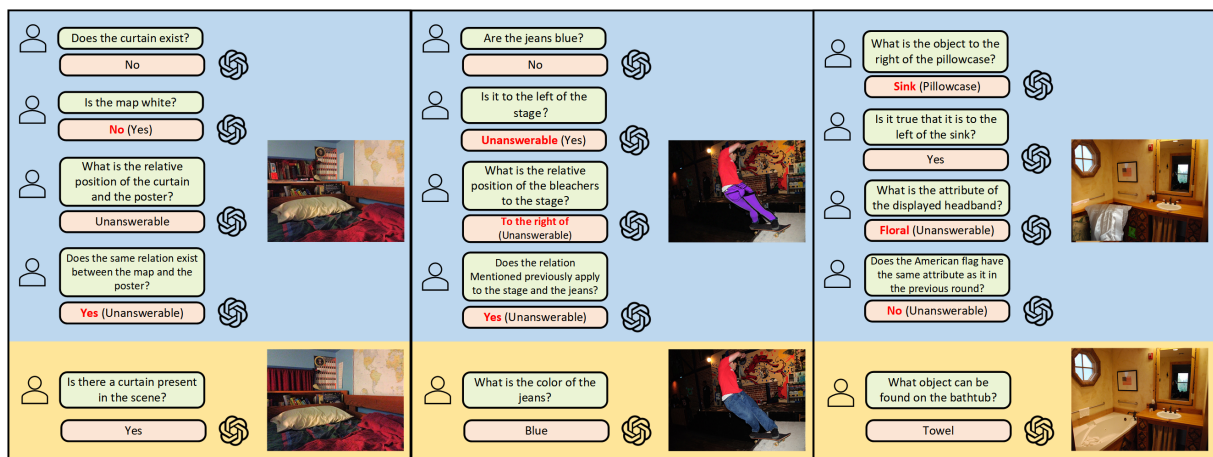 Does the curtain exist?
No
Is the map white?
No (Yes)
What is the relative
position of the curtain
and the poster?
Unanswerable
Does the same relation exist
between the map and the
poster?
Yes (Unanswerable)
Is there a curtain present
in the scene?
Yes
Are the jeans blue?
No
Is it to the left of the
stage?
Unanswerable (Yes)
What is the relative
position of the bleachers
to the stage?
To the right of
(Unanswerable)
Does the relation
Mentioned previously apply
to the stage and the jeans?
Yes (Unanswerable)
What is the color of the
jeans?
Blue
What is the object to the
right of the pillowcase?
Sink (Pillowcase)
Is it true that it is to the
left of the sink?
Yes
What is the attribute of
the displayed headband?
Floral (Unanswerable)
Does the American flag have
the same attribute as it in
the previous round?
No (Unanswerable)
What object can be
found on the bathtub?
Towel